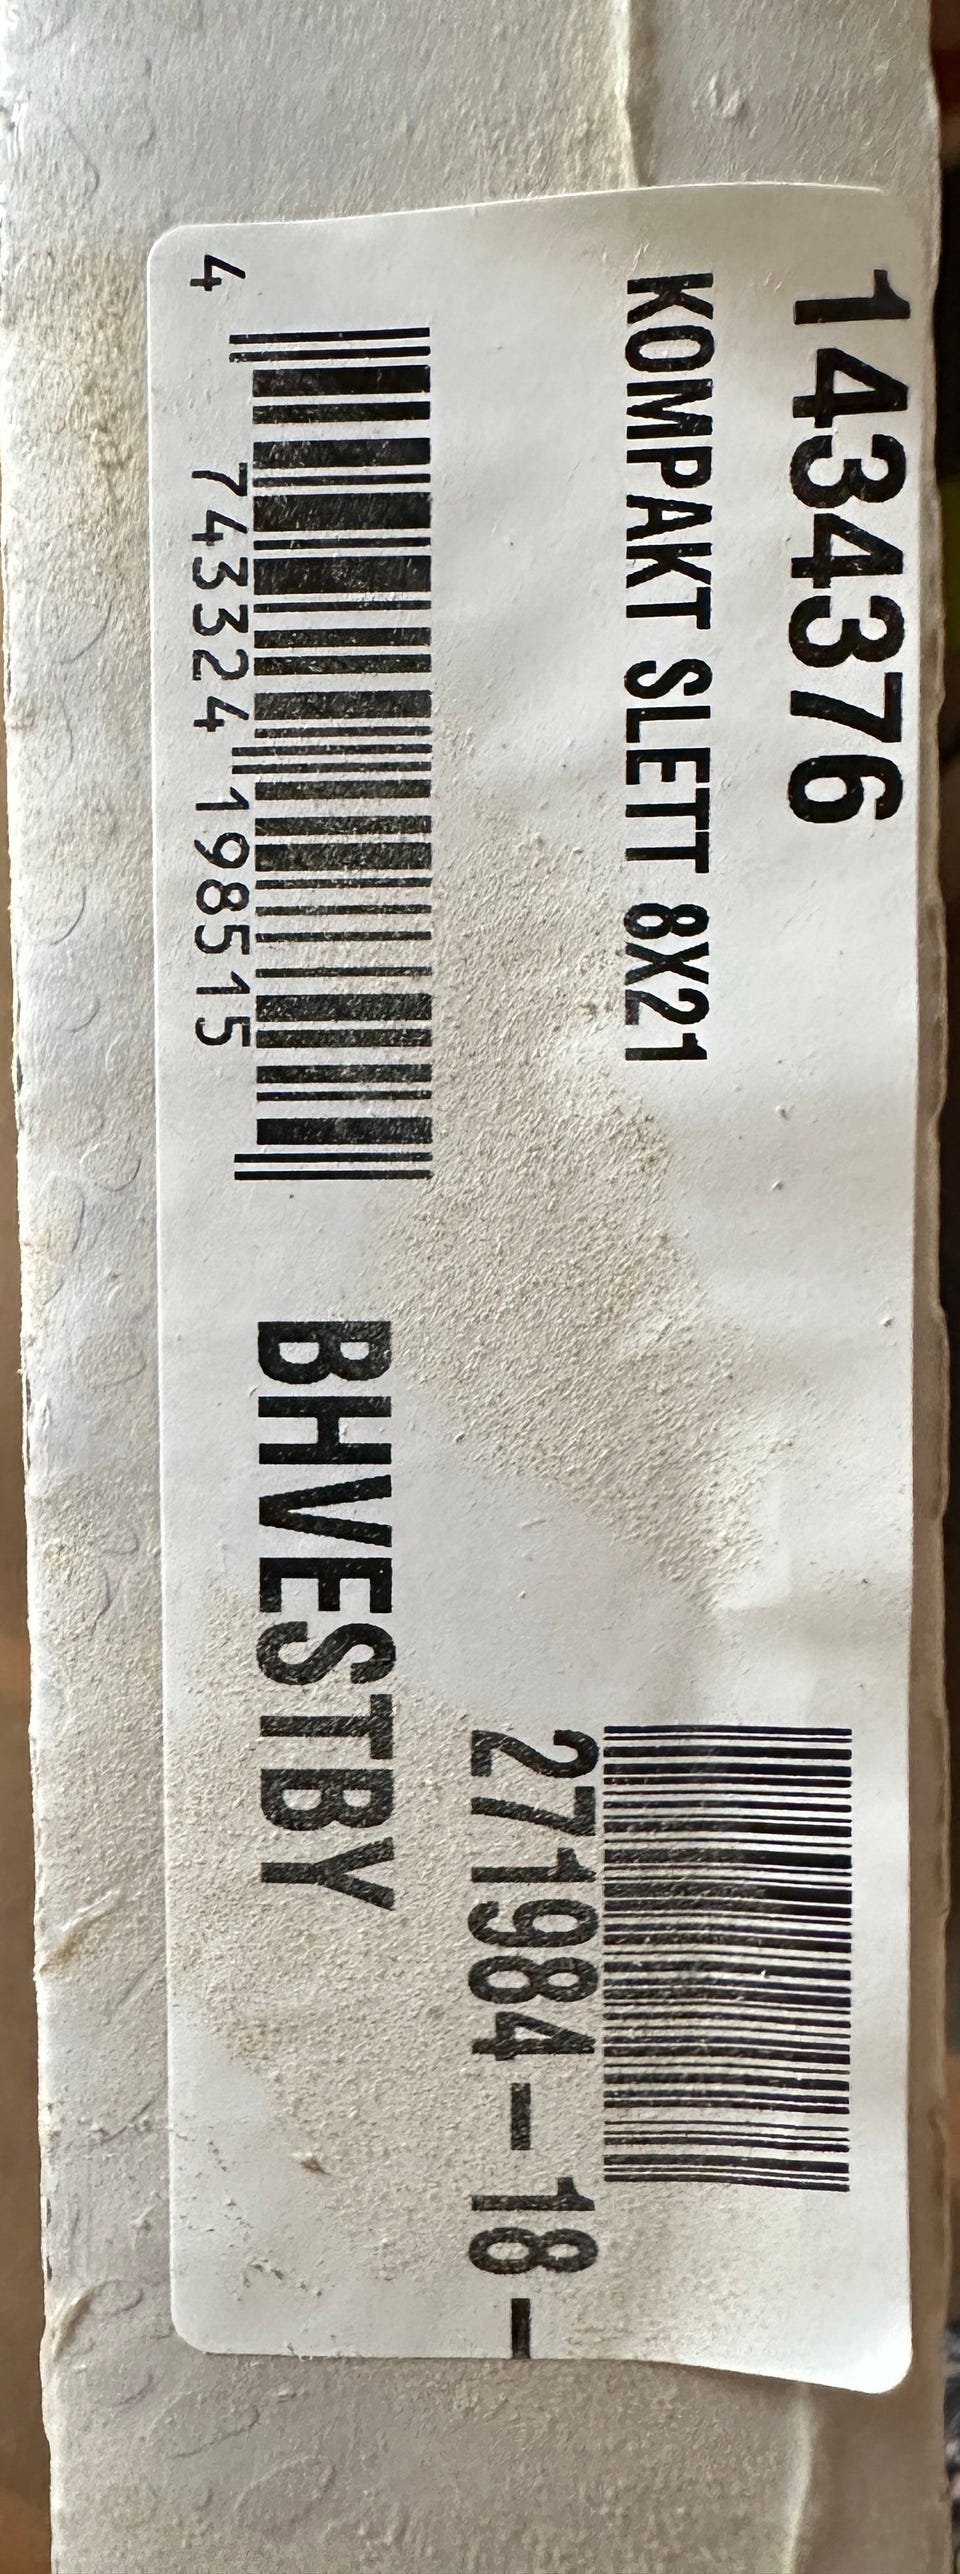 1434376
KOMPAKT SLETT 8X21
271984-18-
4 743324 198515
BHVESTBY